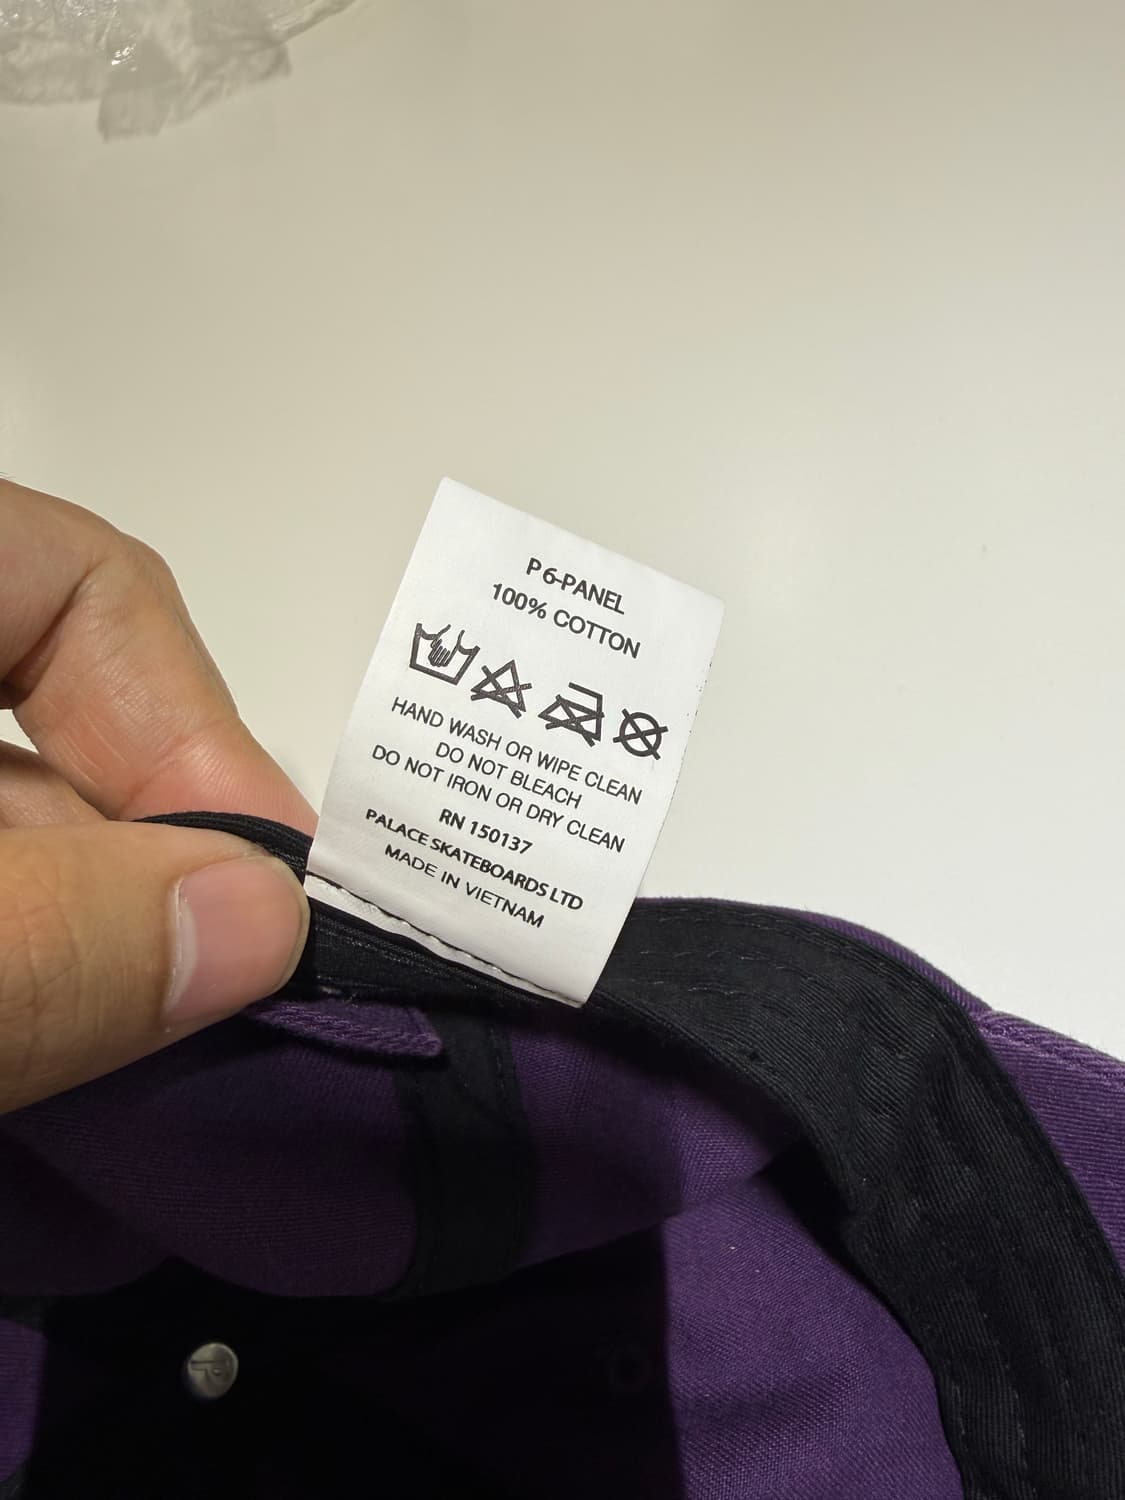 P 6-PANEL
100% COTTON
HAND WASH OR WIPE CLEAN
DO NOT BLEACH
DO NOT IRON OR DRY CLEAN
RN 150137
PALACE SKATEBOARDS LTD
MADE IN VIETNAM
P